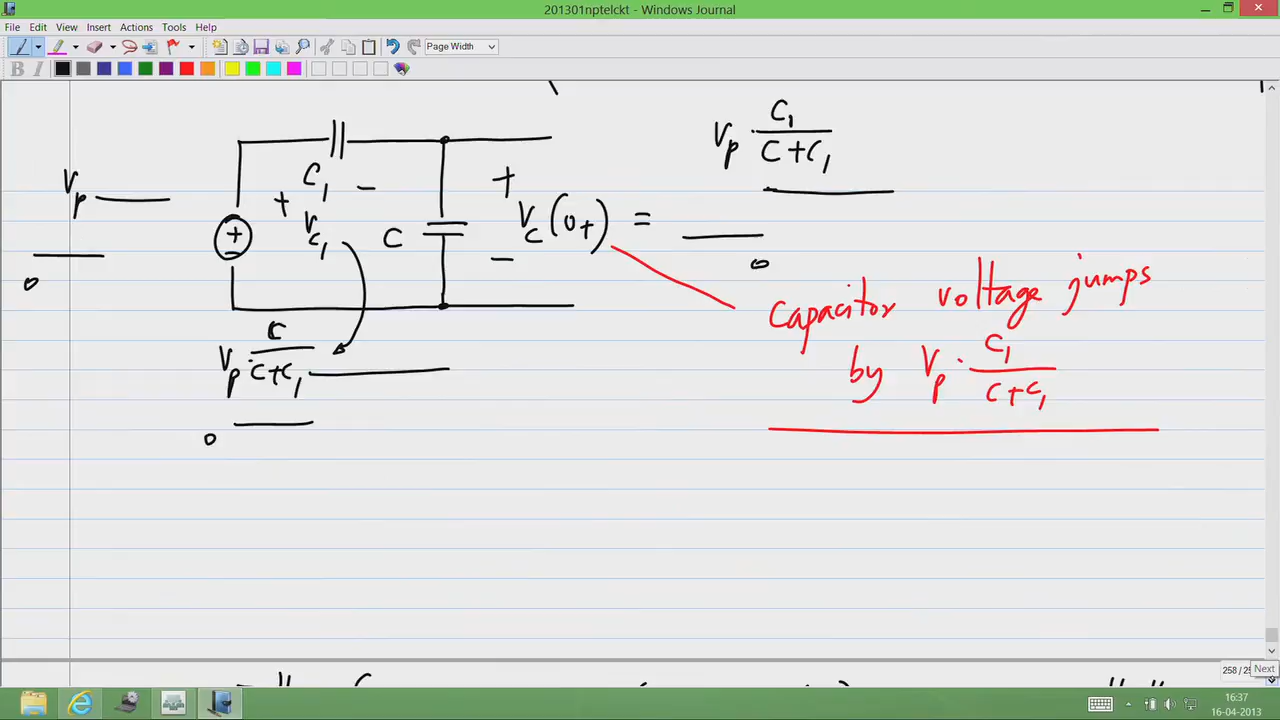 201301nptelckt - Windows Journal
File Edit View Insert Actions Tools Help
Page Width
B I
Vp C1/(C+C1)
Vp
0
+
-
C1
+ -
Vc1
C
+
Vc(0+) =
-
0
capacitor voltage jumps
by Vp · C1/(C+C1)
Vp · C/(C+C1)
0
258 / 25
Next
16:37
16-04-2013